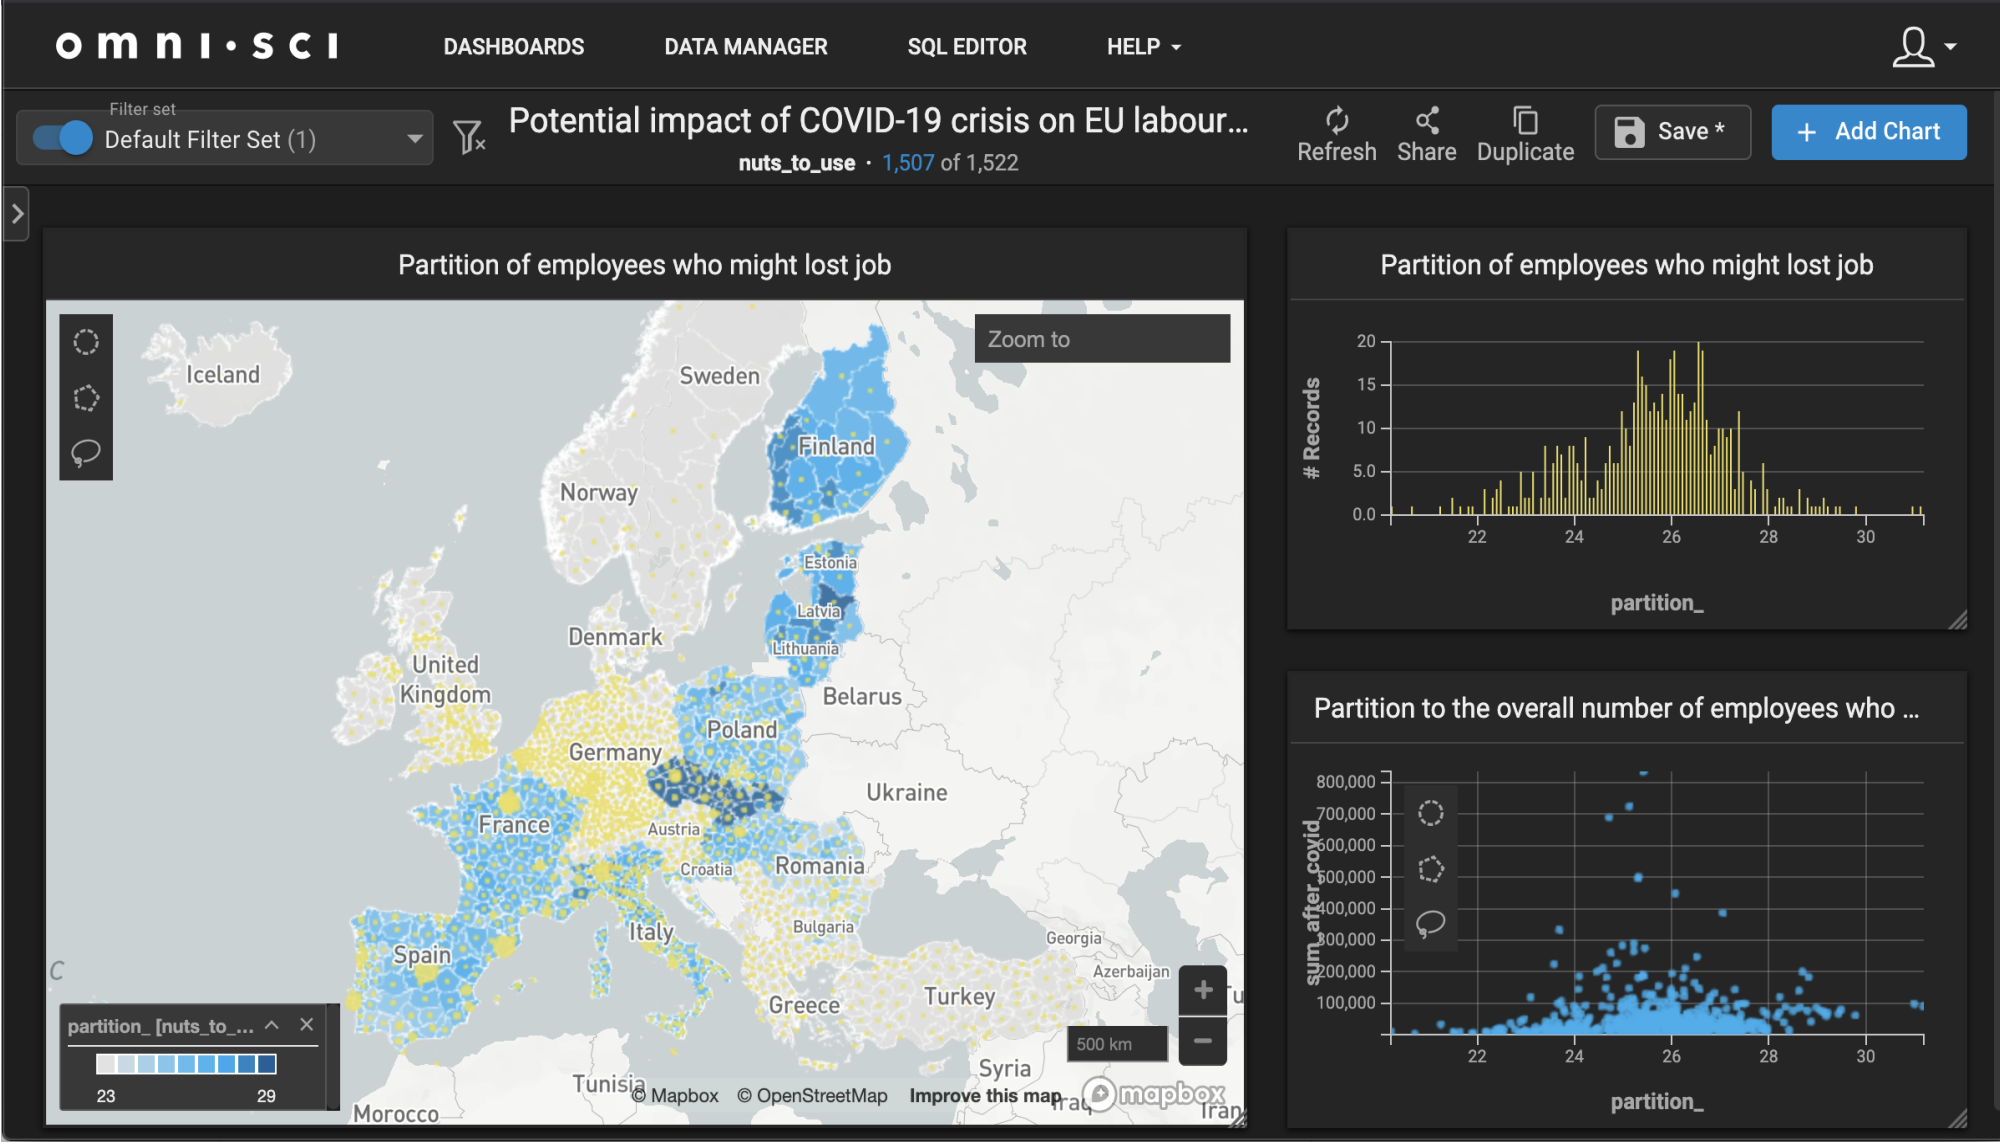 omni·sci
DASHBOARDS
DATA MANAGER
SQL EDITOR
HELP
Filter set
Default Filter Set (1)
Potential impact of COVID-19 crisis on EU labour...
nuts_to_use · 1,507 of 1,522
Refresh
Share
Duplicate
Save *
+ Add Chart
Partition of employees who might lost job
Zoom to
Iceland
Sweden
Finland
Norway
Estonia
Latvia
Denmark
Lithuania
United
Kingdom
Belarus
Poland
Germany
Ukraine
France
Austria
Romania
Croatia
Bulgaria
Italy
Georgia
Spain
Azerbaijan
Turkey
Greece
C
Tu
partition_ [nuts_to_...
23
29
500 km
Syria
Tunisia
© Mapbox
© OpenStreetMap
Improve this map
Iraq
mapbox
Iran
Morocco
Partition of employees who might lost job
# Records
20
15
10
5.0
0.0
22
24
26
28
30
partition_
Partition to the overall number of employees who ...
sum_after_covid
800,000
700,000
600,000
500,000
400,000
300,000
200,000
100,000
22
24
26
28
30
partition_